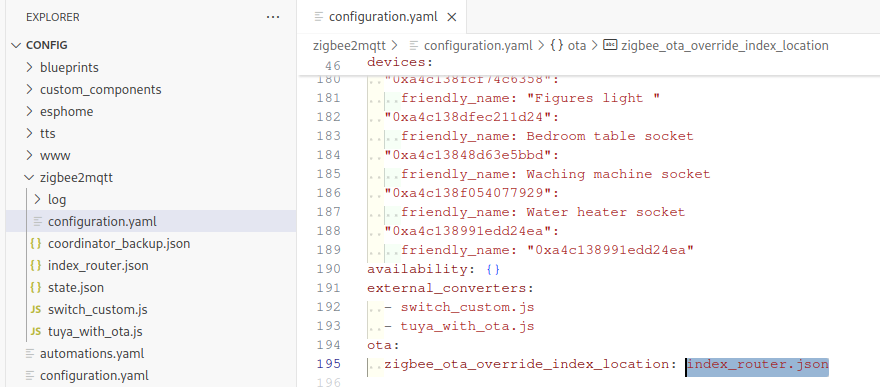 EXPLORER
CONFIG
blueprints
custom_components
esphome
tts
www
zigbee2mqtt
log
configuration.yaml
coordinator_backup.json
index_router.json
state.json
switch_custom.js
tuya_with_ota.js
automations.yaml
configuration.yaml
configuration.yaml ×
zigbee2mqtt > configuration.yaml > {} ota > abc zigbee_ota_override_index_location
46 devices:
180 "0xa4c138fcf74c6358":
181 friendly_name: "Figures light "
182 "0xa4c138dfec211d24":
183 friendly_name: Bedroom table socket
184 "0xa4c13848d63e5bbd":
185 friendly_name: Waching machine socket
186 "0xa4c138f054077929":
187 friendly_name: Water heater socket
188 "0xa4c138991edd24ea":
189 friendly_name: "0xa4c138991edd24ea"
190 availability: {}
191 external_converters:
192 - switch_custom.js
193 - tuya_with_ota.js
194 ota:
195 zigbee_ota_override_index_location: index_router.json
196